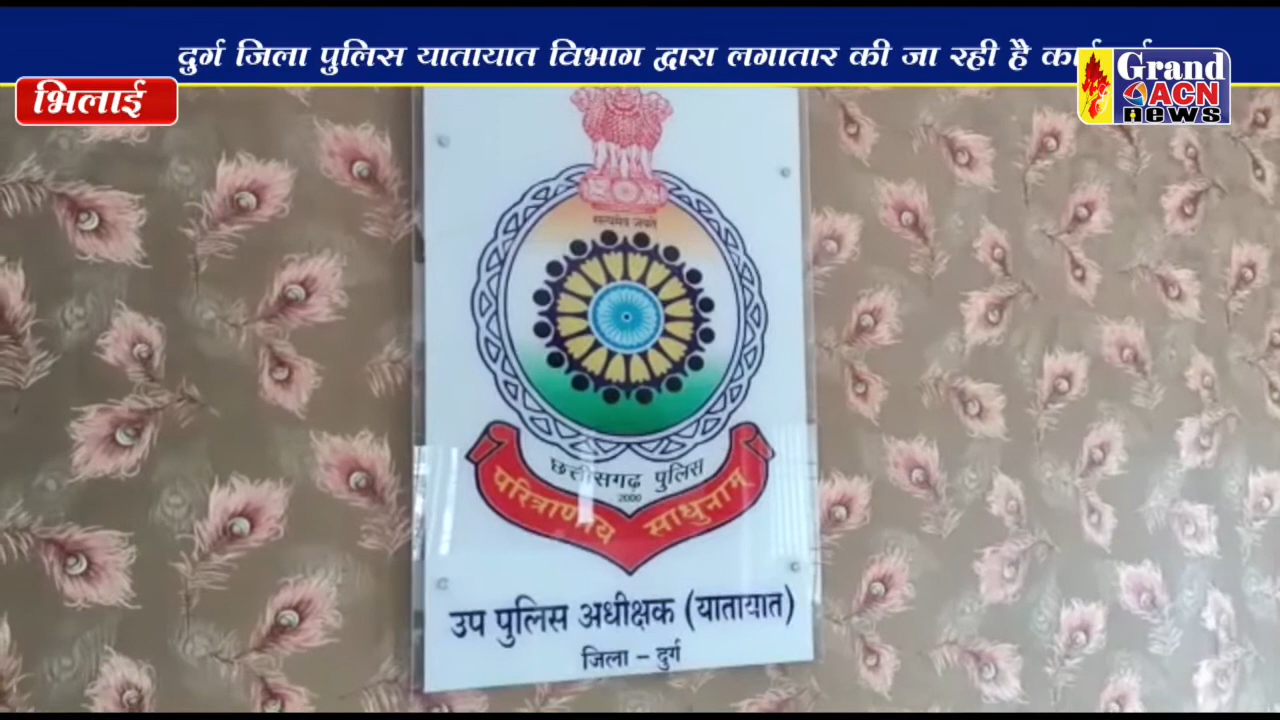 दुर्ग जिला पुलिस यातायात विभाग द्वारा लगातार की जा रही है
Grand
ACN
news
भिलाई
सत्यमेव जयते
छत्तीसगढ़ पुलिस
2000
परित्राणाय साधुनाम्
उप पुलिस अधीक्षक (यातायात)
जिला - दुर्ग